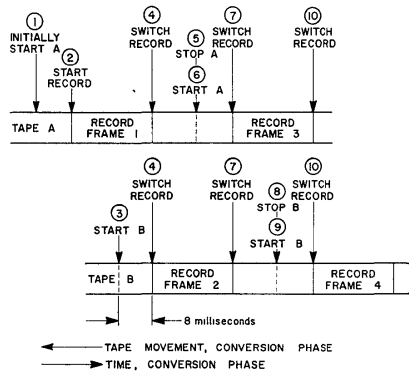 ①
INITIALLY
START A
②
START
RECORD
④
SWITCH
RECORD
⑤
STOP A
⑥
START A
⑦
SWITCH
RECORD
⑩
SWITCH
RECORD
TAPE A
RECORD
FRAME 1
RECORD
FRAME 3
③
START B
④
SWITCH
RECORD
⑦
SWITCH
RECORD
⑧
STOP B
⑨
START B
⑩
SWITCH
RECORD
TAPE B
RECORD
FRAME 2
RECORD
FRAME 4
8 milliseconds
TAPE MOVEMENT, CONVERSION PHASE
TIME, CONVERSION PHASE